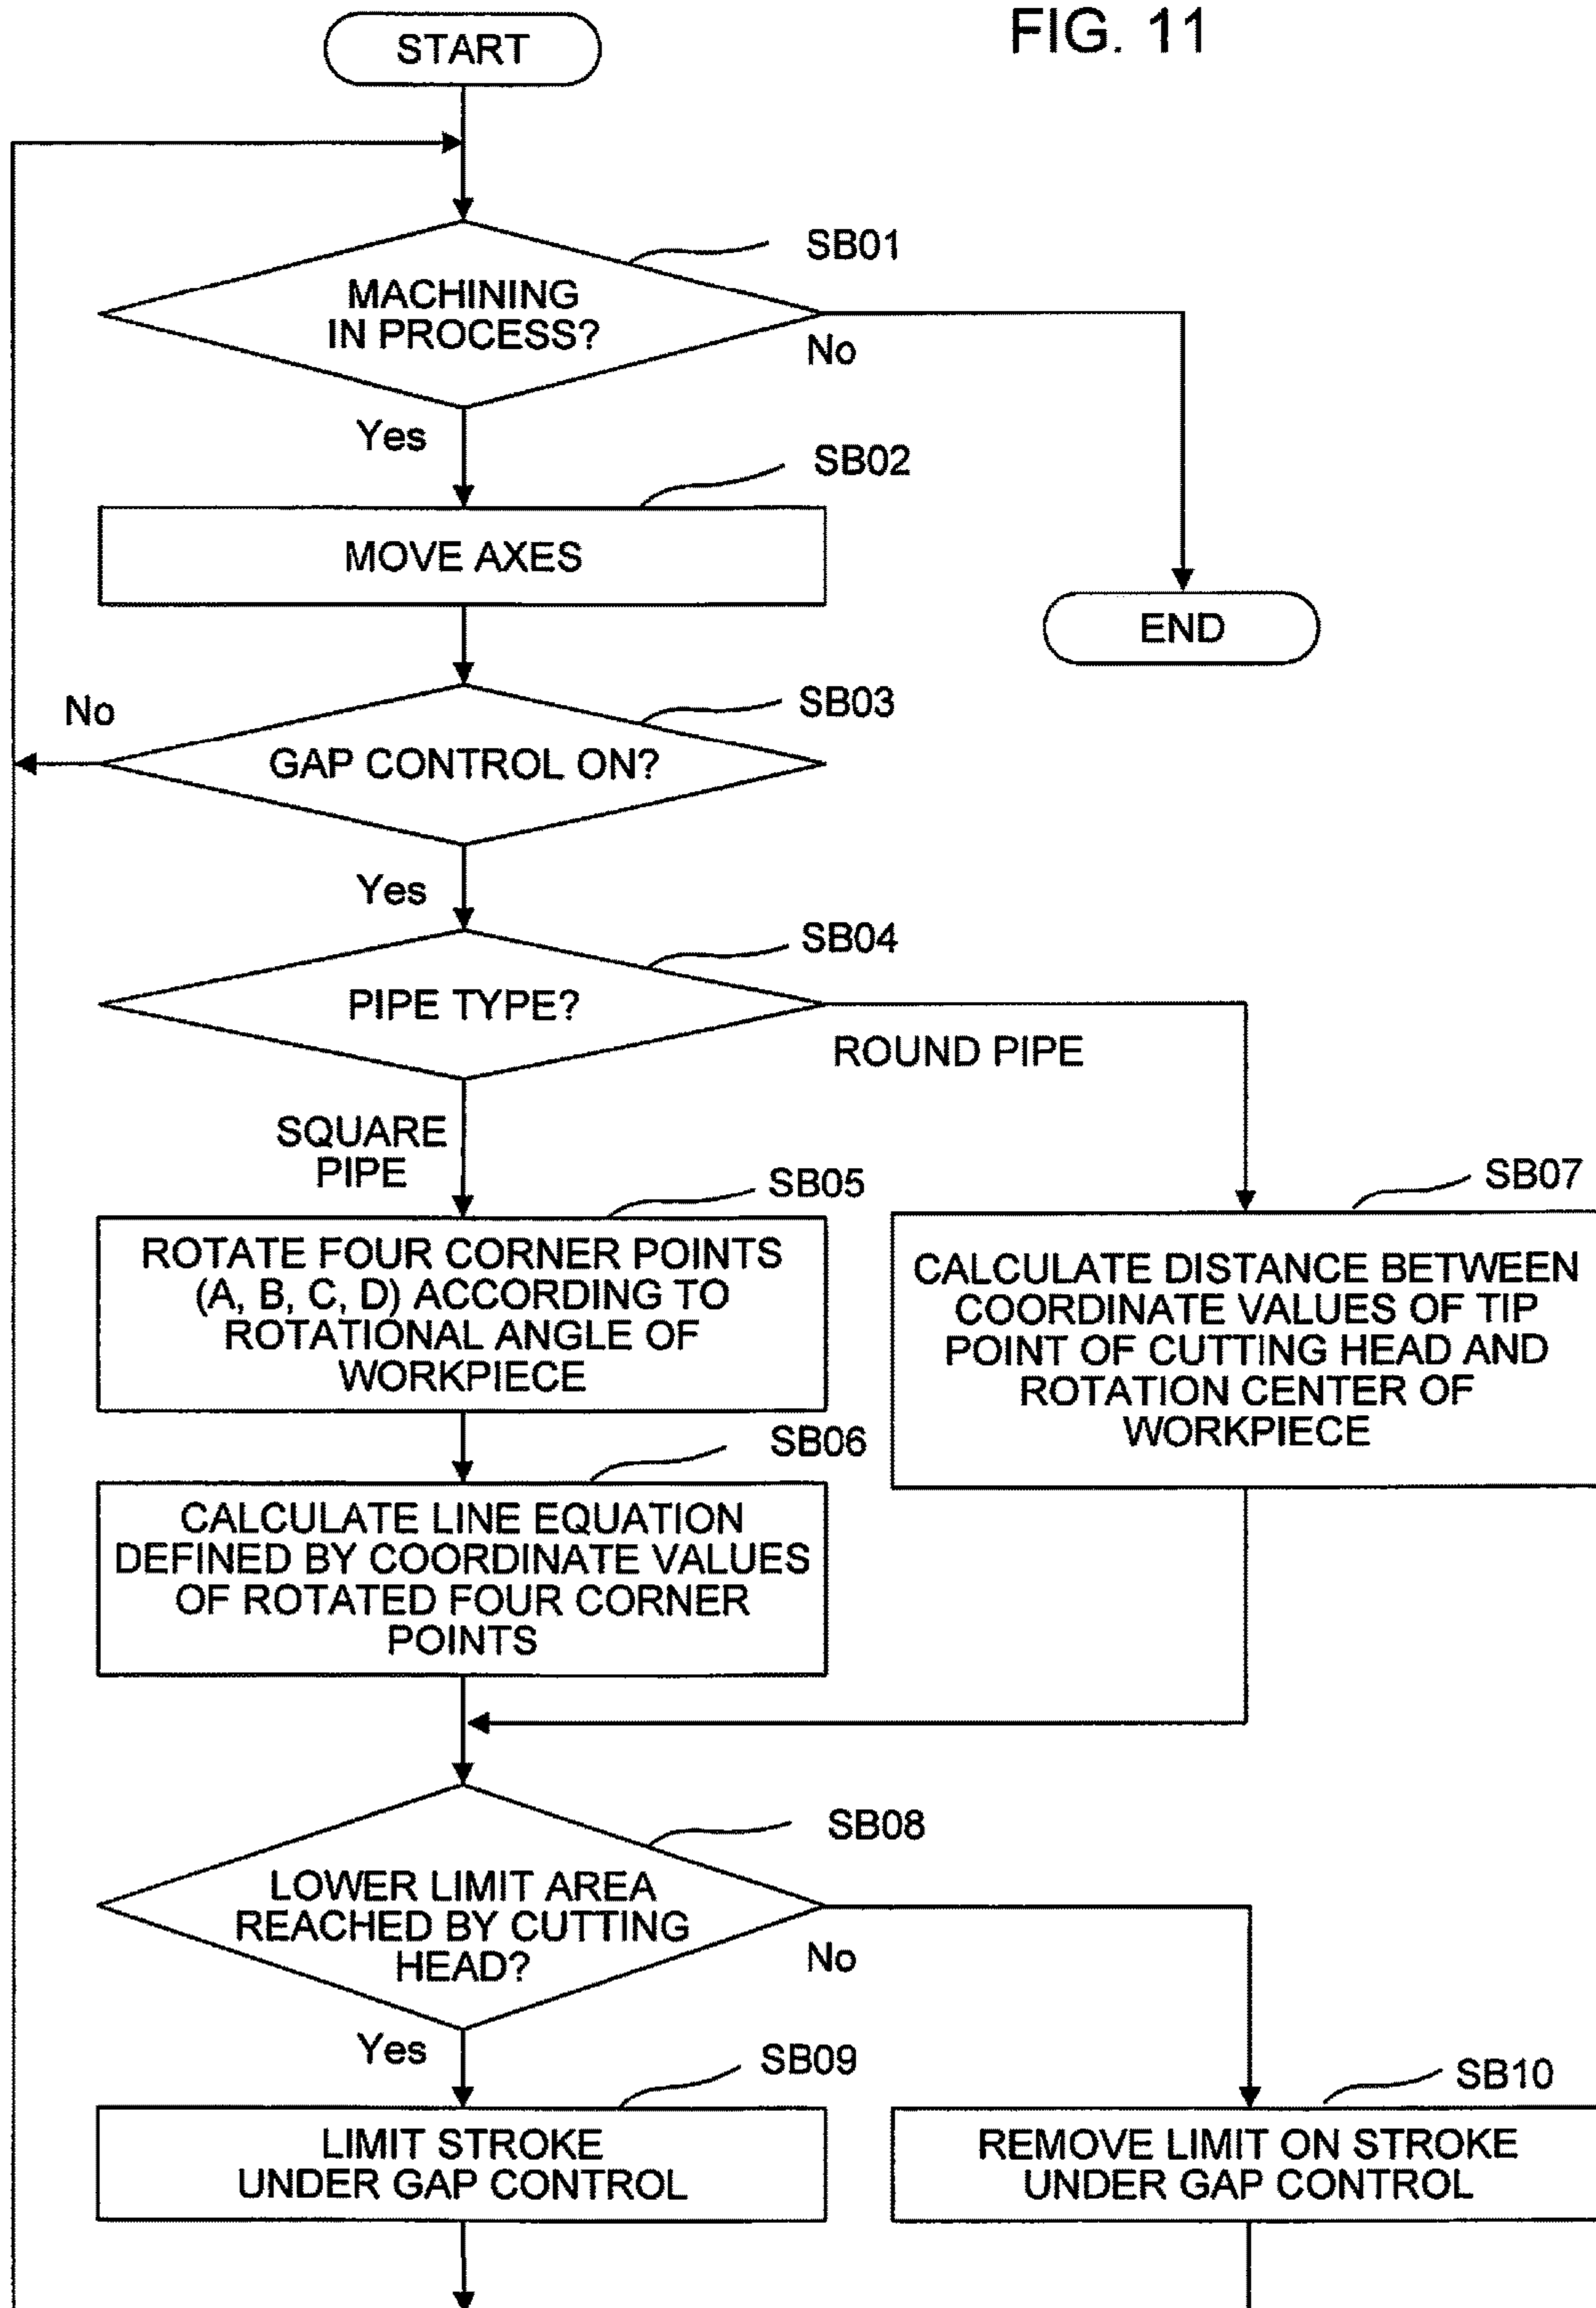 FIG. 11
START
SB01
MACHINING
IN PROCESS?
No
Yes
SB02
MOVE AXES
END
SB03
No
GAP CONTROL ON?
Yes
SB04
PIPE TYPE?
ROUND PIPE
SQUARE
PIPE
SB05
ROTATE FOUR CORNER POINTS
(A, B, C, D) ACCORDING TO
ROTATIONAL ANGLE OF
WORKPIECE
SB07
CALCULATE DISTANCE BETWEEN
COORDINATE VALUES OF TIP
POINT OF CUTTING HEAD AND
ROTATION CENTER OF
WORKPIECE
SB06
CALCULATE LINE EQUATION
DEFINED BY COORDINATE VALUES
OF ROTATED FOUR CORNER
POINTS
SB08
LOWER LIMIT AREA
REACHED BY CUTTING
HEAD?
No
Yes
SB09
LIMIT STROKE
UNDER GAP CONTROL
SB10
REMOVE LIMIT ON STROKE
UNDER GAP CONTROL